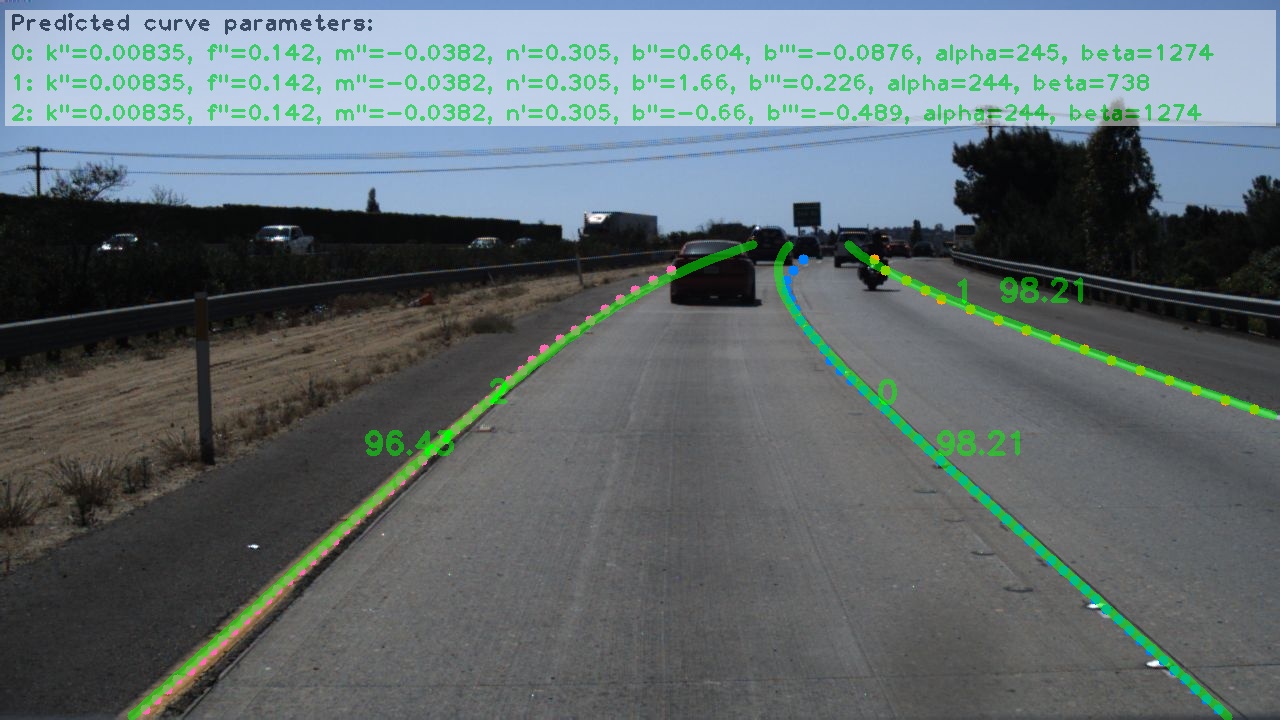 Predicted curve parameters:
0: k''=0.00835, f''=0.142, m''=−0.0382, n'=0.305, b''=0.604, b'''=−0.0876, alpha=245, beta=1274
1: k''=0.00835, f''=0.142, m''=−0.0382, n'=0.305, b''=1.66, b'''=0.226, alpha=244, beta=738
2: k''=0.00835, f''=0.142, m''=−0.0382, n'=0.305, b''=−0.66, b'''=−0.489, alpha=244, beta=1274
1 98.21
2
0
96.43
98.21